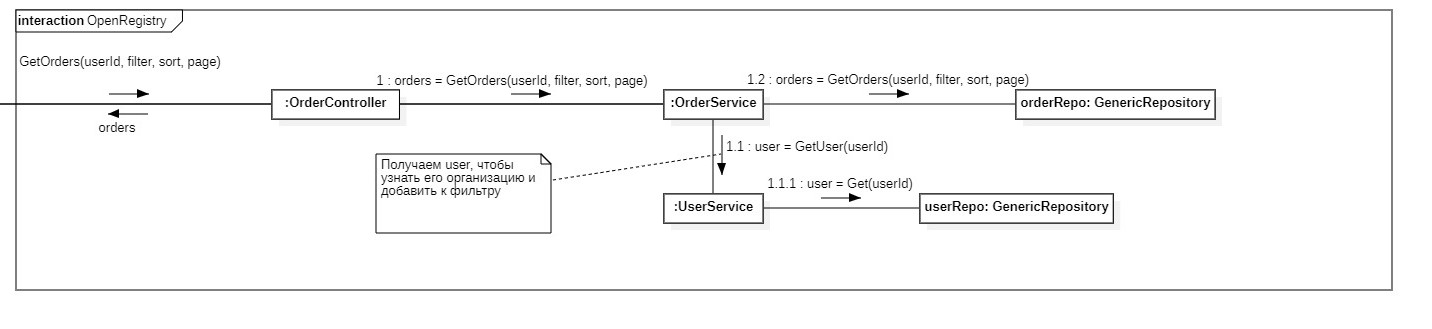 interaction OpenRegistry
GetOrders(userId, filter, sort, page)
orders
1 : orders = GetOrders(userId, filter, sort, page)
1.2 : orders = GetOrders(userId, filter, sort, page)
:OrderController
:OrderService
orderRepo: GenericRepository
1.1 : user = GetUser(userId)
Получаем user, чтобы
узнать его организацию и
добавить к фильтру
1.1.1 : user = Get(userId)
:UserService
userRepo: GenericRepository